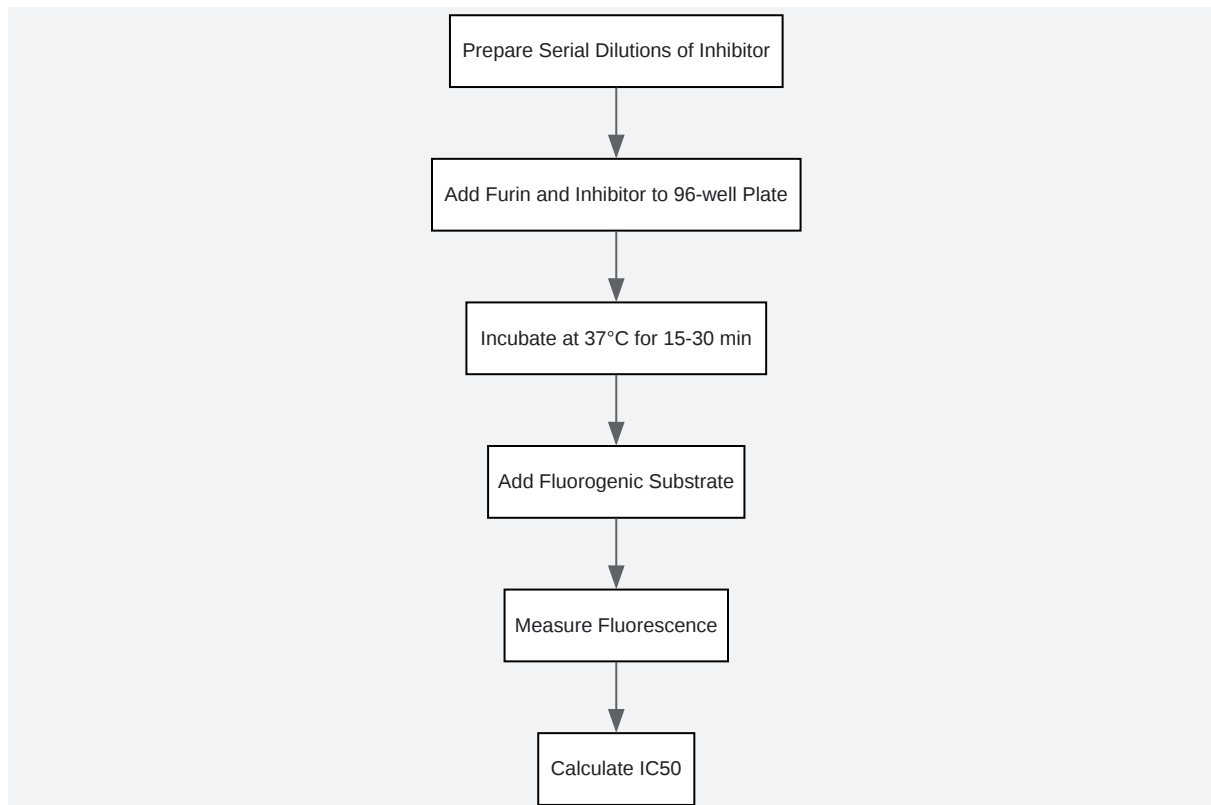 Prepare Serial Dilutions of Inhibitor
Add Furin and Inhibitor to 96-well Plate
Incubate at 37°C for 15-30 min
Add Fluorogenic Substrate
Measure Fluorescence
Calculate IC50